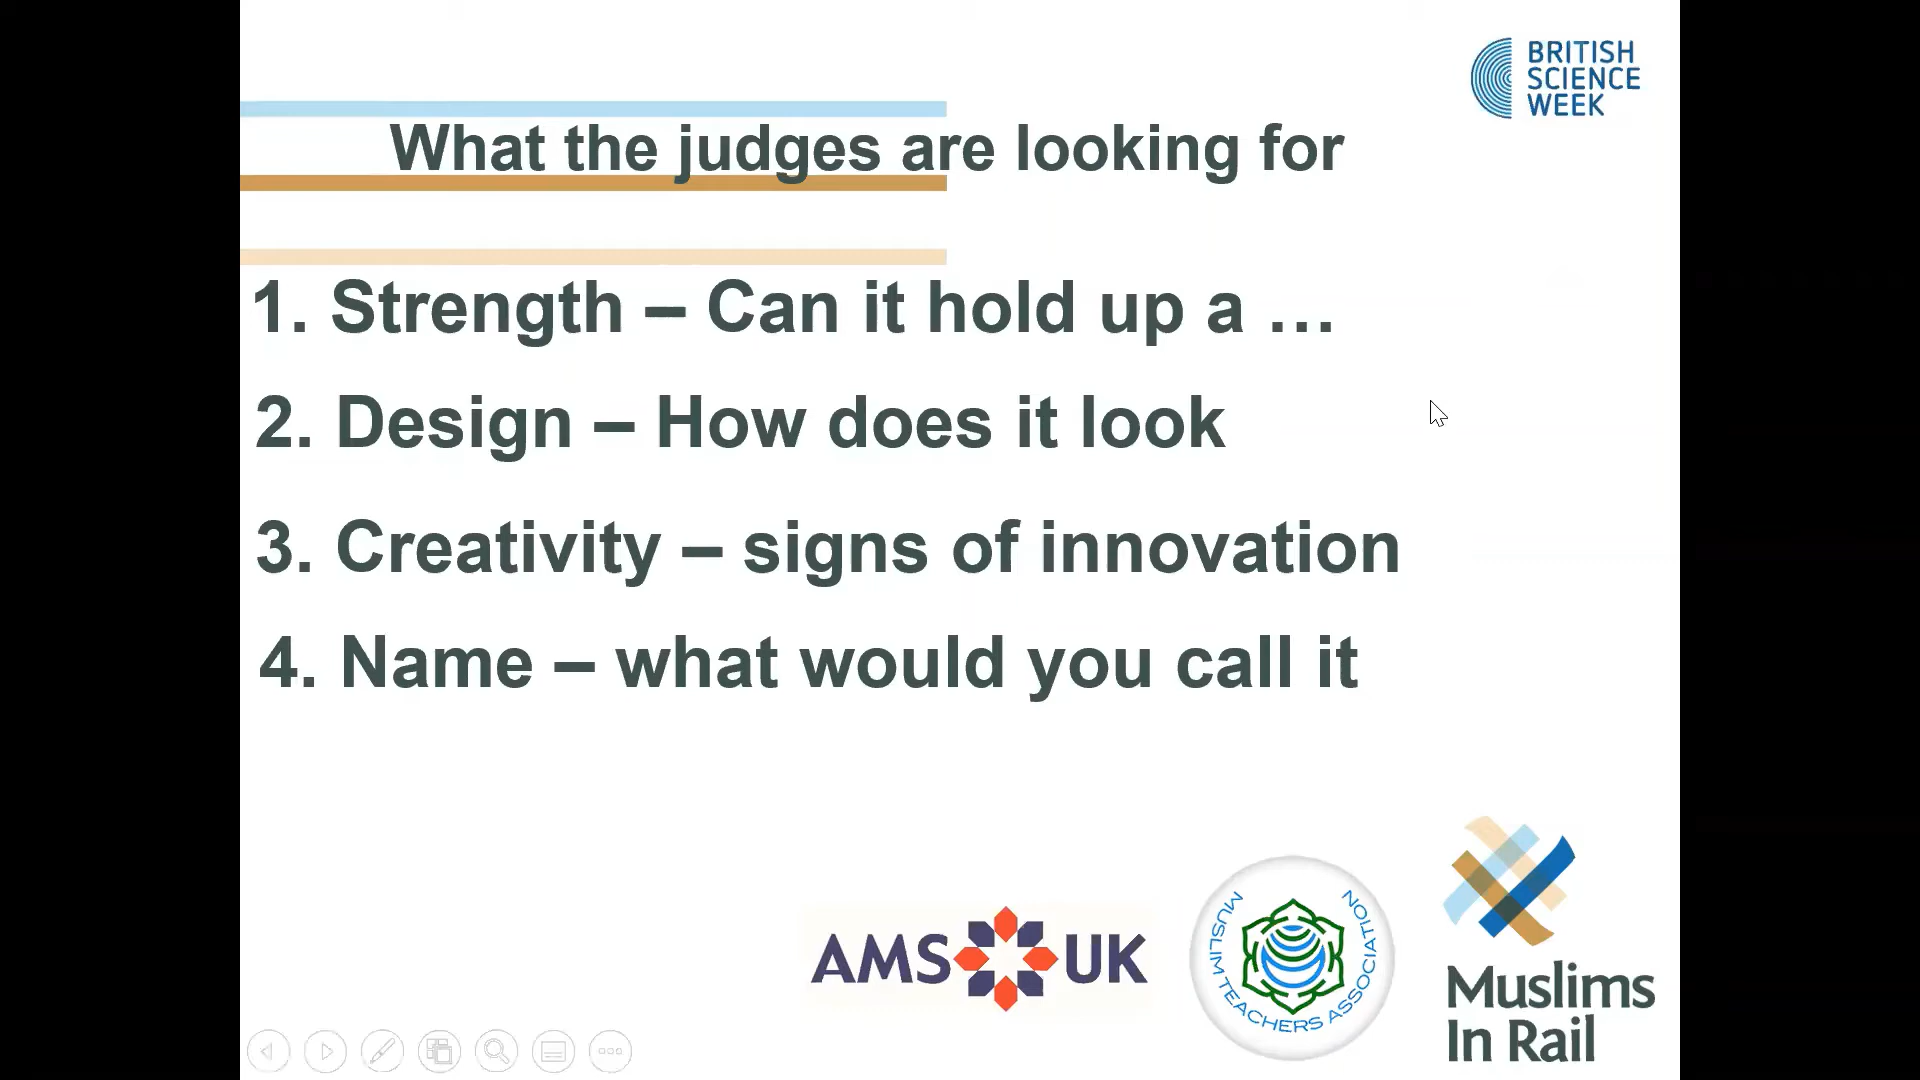 BRITISH
SCIENCE
WEEK
What the judges are looking for
1. Strength – Can it hold up a …
2. Design – How does it look
3. Creativity – signs of innovation
4. Name – what would you call it
AMS UK
MUSLIM TEACHERS ASSOCIATION
Muslims
In Rail